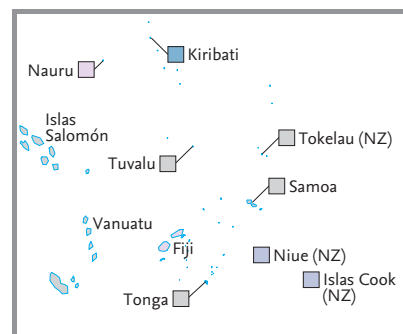 Kiribati
Nauru
Islas
Salomón
Tokelau (NZ)
Tuvalu
Samoa
Vanuatu
Fiji
Niue (NZ)
Islas Cook
(NZ)
Tonga